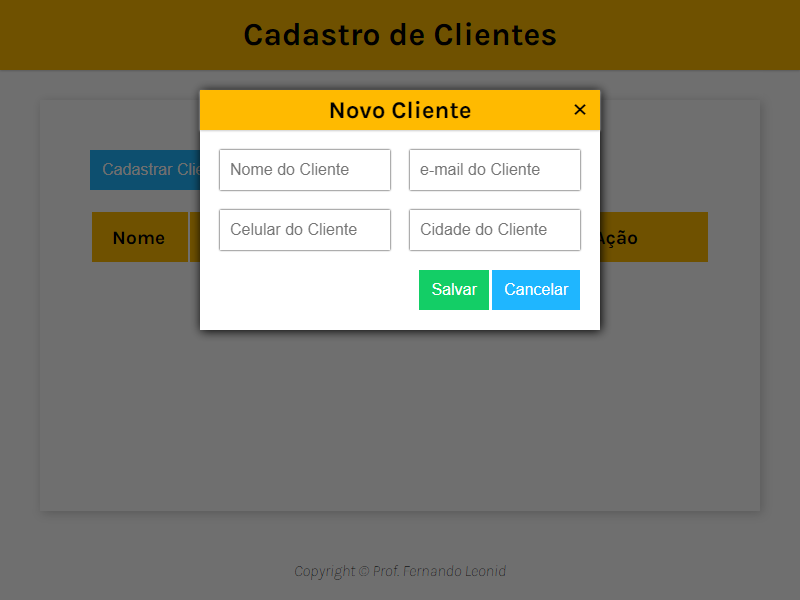 Cadastro de Clientes
Novo Cliente ×
Cadastrar Clie
Nome do Cliente e-mail do Cliente
Nome Celular do Cliente Cidade do Cliente Ação
Salvar Cancelar
Copyright © Prof. Fernando Leonid